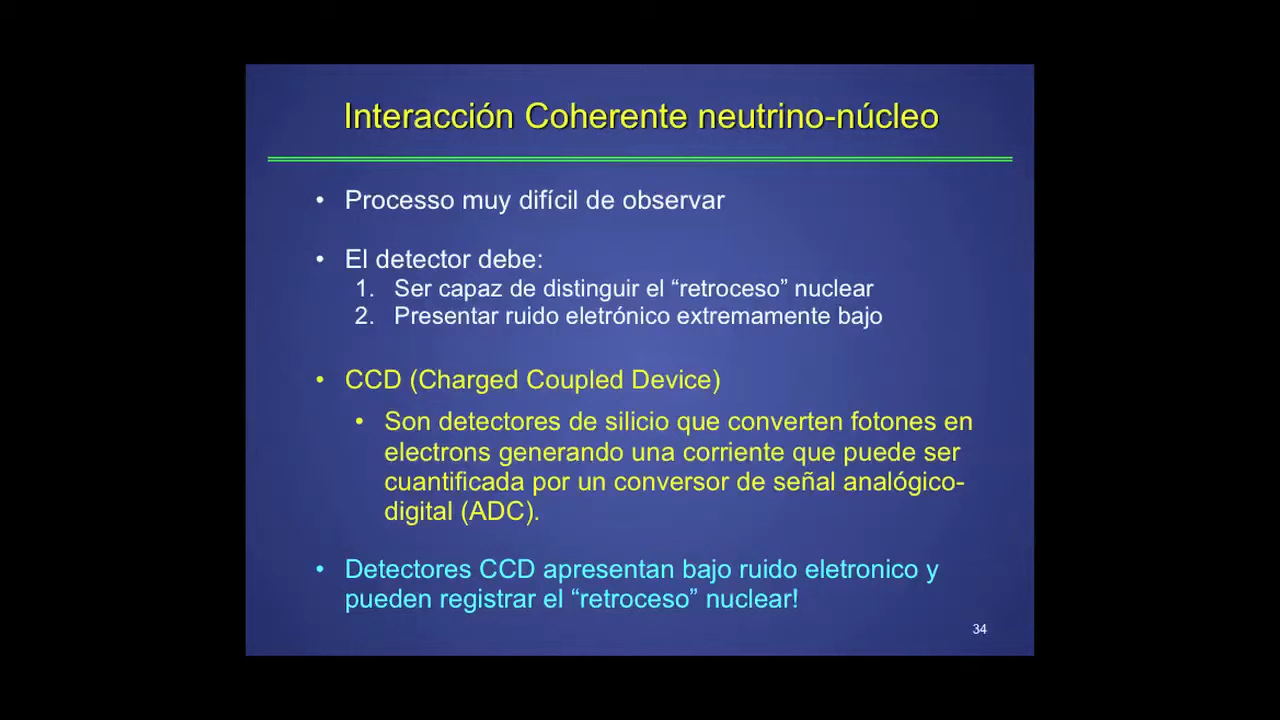 Interacción Coherente neutrino-núcleo
• Processo muy difícil de observar
• El detector debe:
1. Ser capaz de distinguir el “retroceso” nuclear
2. Presentar ruido eletrónico extremamente bajo
• CCD (Charged Coupled Device)
• Son detectores de silicio que converten fotones en
electrons generando una corriente que puede ser
cuantificada por un conversor de señal analógico-
digital (ADC).
• Detectores CCD apresentan bajo ruido eletronico y
pueden registrar el “retroceso” nuclear!
34